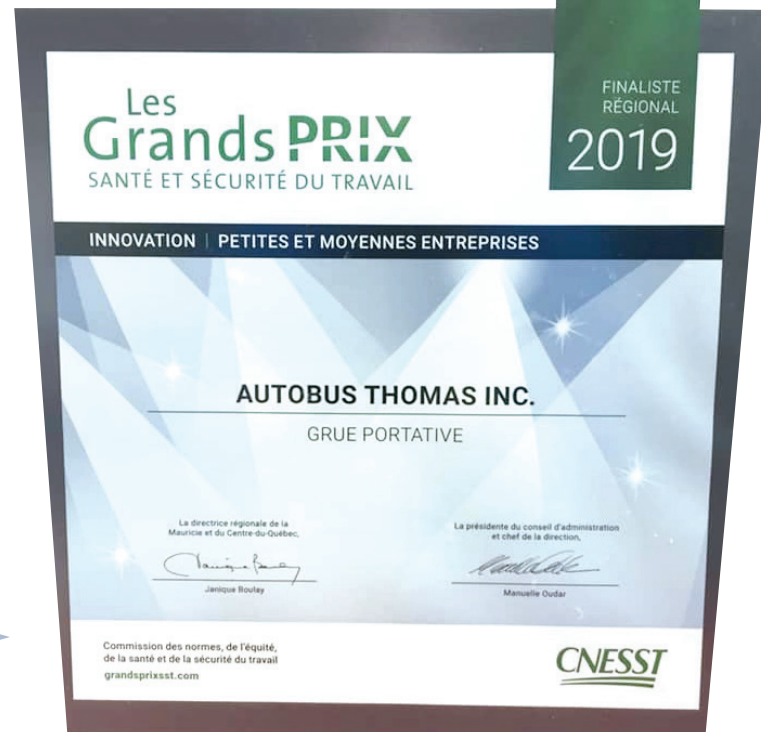 Les
Grands PRIX
SANTÉ ET SÉCURITÉ DU TRAVAIL
FINALISTE
RÉGIONAL
2019
INNOVATION | PETITES ET MOYENNES ENTREPRISES
AUTOBUS THOMAS INC.
GRUE PORTATIVE
La directrice régionale de la
Mauricie et du Centre-du-Québec,
Janique Boulay
La présidente du conseil d'administration
et chef de la direction,
Manuelle Oudar
Commission des normes, de l'équité,
de la santé et de la sécurité du travail
grandsprixsst.com
CNESST